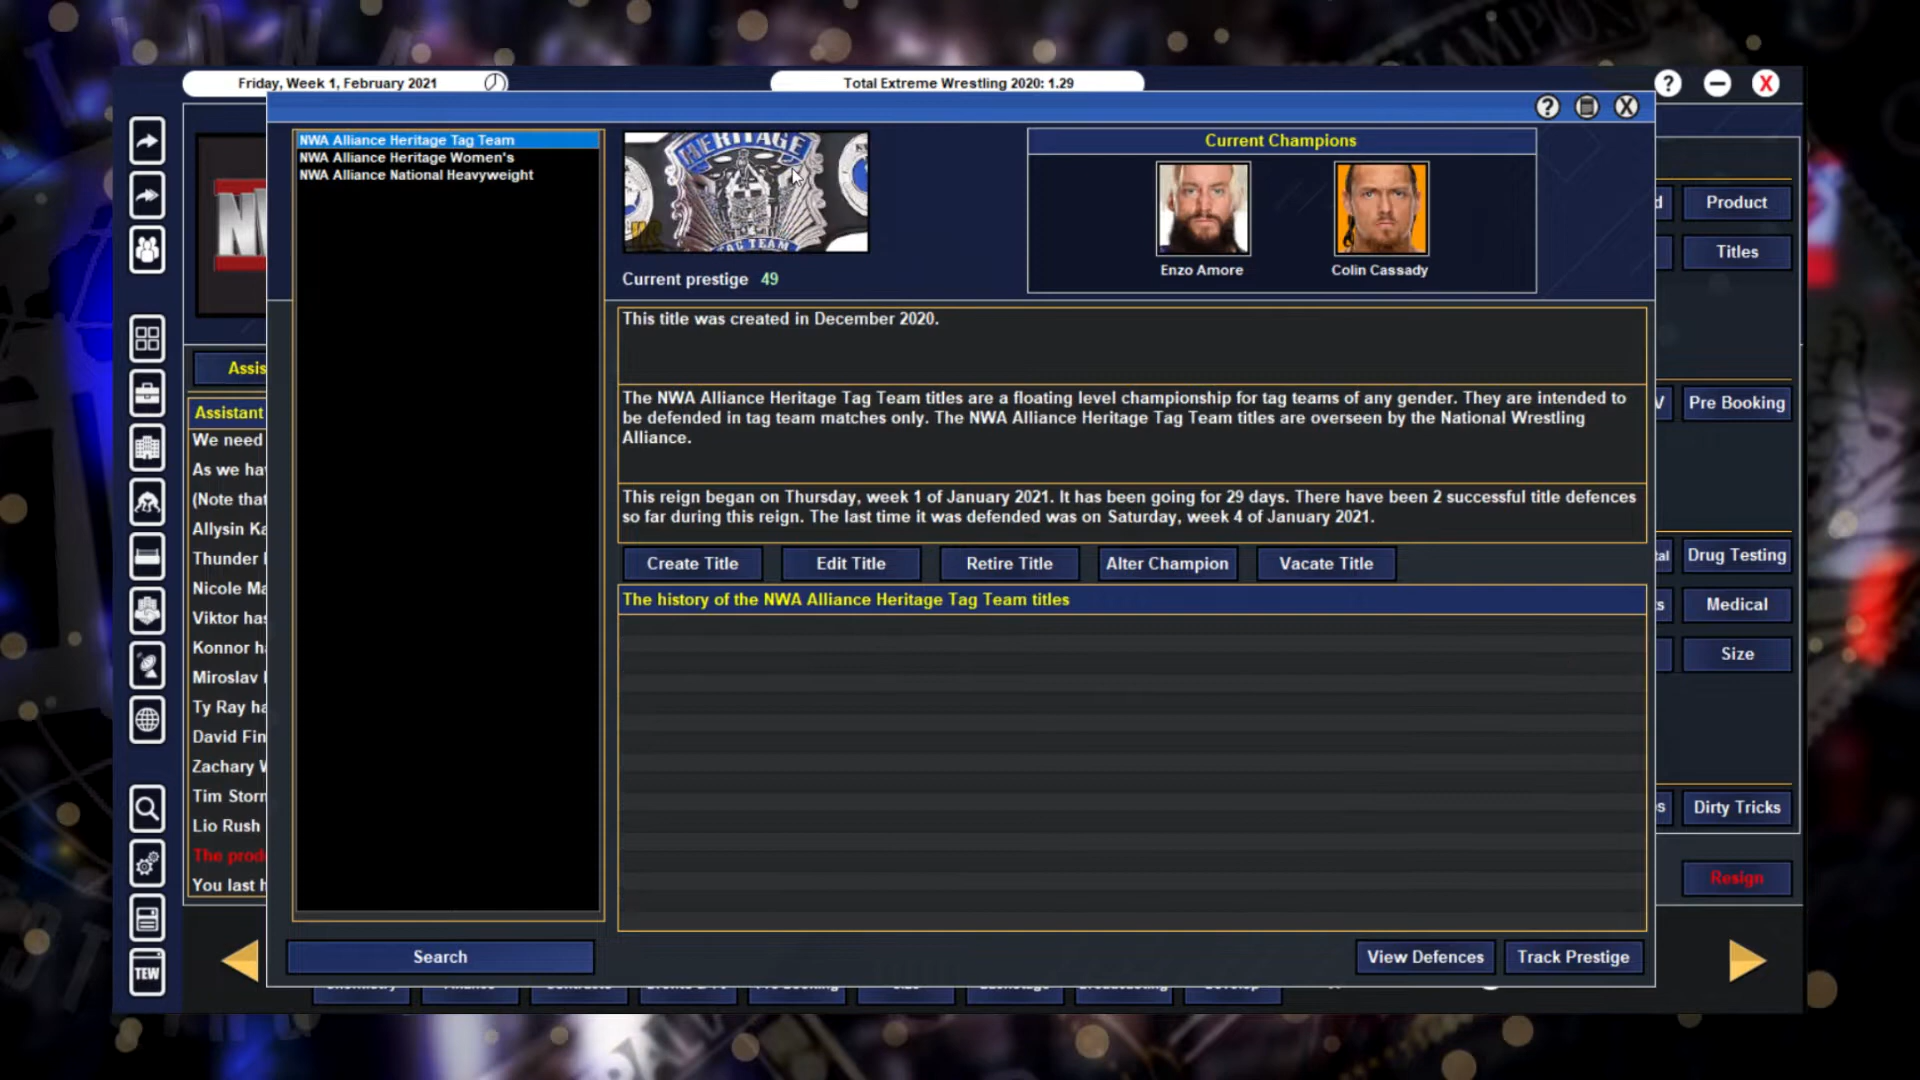 Friday, Week 1, February 2021
Total Extreme Wrestling 2020: 1.29
?
X
?
X
NWA Alliance Heritage Tag Team
NWA Alliance Heritage Women's
NWA Alliance National Heavyweight
HERITAGE
TAG TEAM
Current prestige 49
Current Champions
Enzo Amore
Colin Cassady
Product
Titles
This title was created in December 2020.
The NWA Alliance Heritage Tag Team titles are a floating level championship for tag teams of any gender. They are intended to
be defended in tag team matches only. The NWA Alliance Heritage Tag Team titles are overseen by the National Wrestling
Alliance.
This reign began on Thursday, week 1 of January 2021. It has been going for 29 days. There have been 2 successful title defences
so far during this reign. The last time it was defended was on Saturday, week 4 of January 2021.
Create Title
Edit Title
Retire Title
Alter Champion
Vacate Title
The history of the NWA Alliance Heritage Tag Team titles
Assis
Assistant
We need
As we ha
(Note that
Allysin Ka
Thunder
Nicole Ma
Viktor has
Konnor h
Miroslav
Ty Ray ha
David Fin
Zachary W
Tim Storm
Lio Rush
The prod
You last h
Pre Booking
Drug Testing
Medical
Size
Dirty Tricks
Resign
TEW
Search
View Defences
Track Prestige